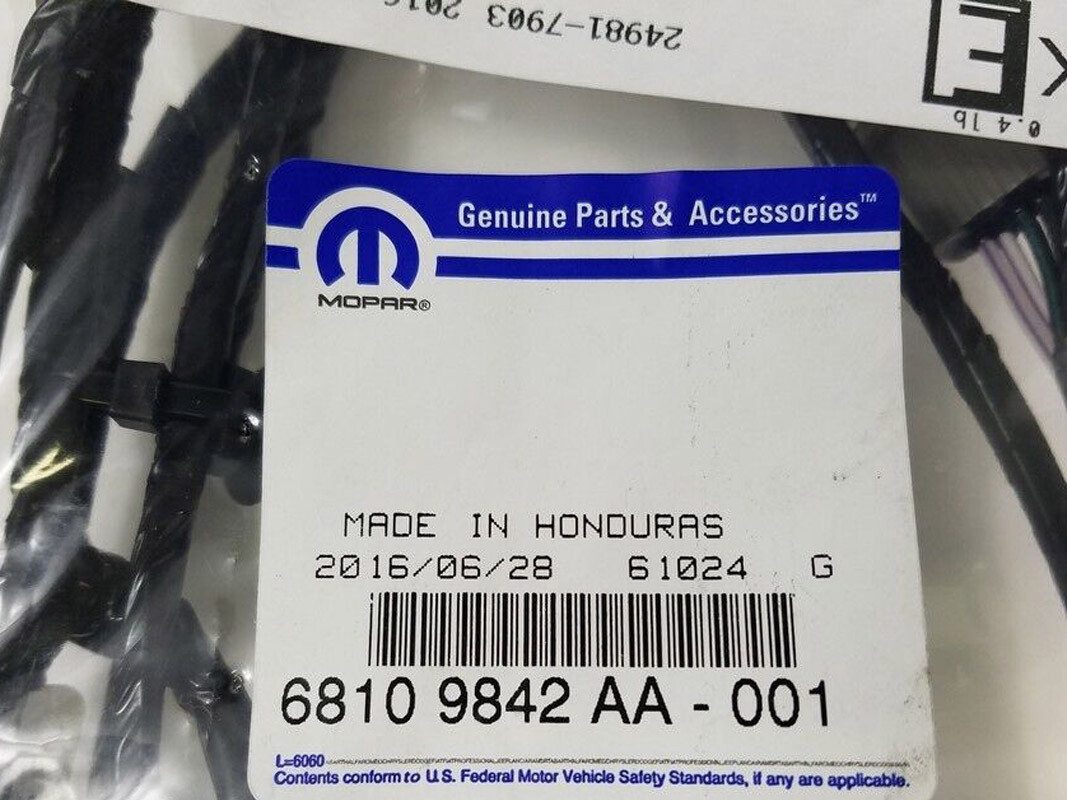 24981-7903 2016
E
K
0.4 lb
Genuine Parts & Accessories™
MOPAR®
MADE IN HONDURAS
2016/06/28 61024 G
6810 9842 AA - 001
L=6060
Contents conform to U.S. Federal Motor Vehicle Safety Standards, if any are applicable.